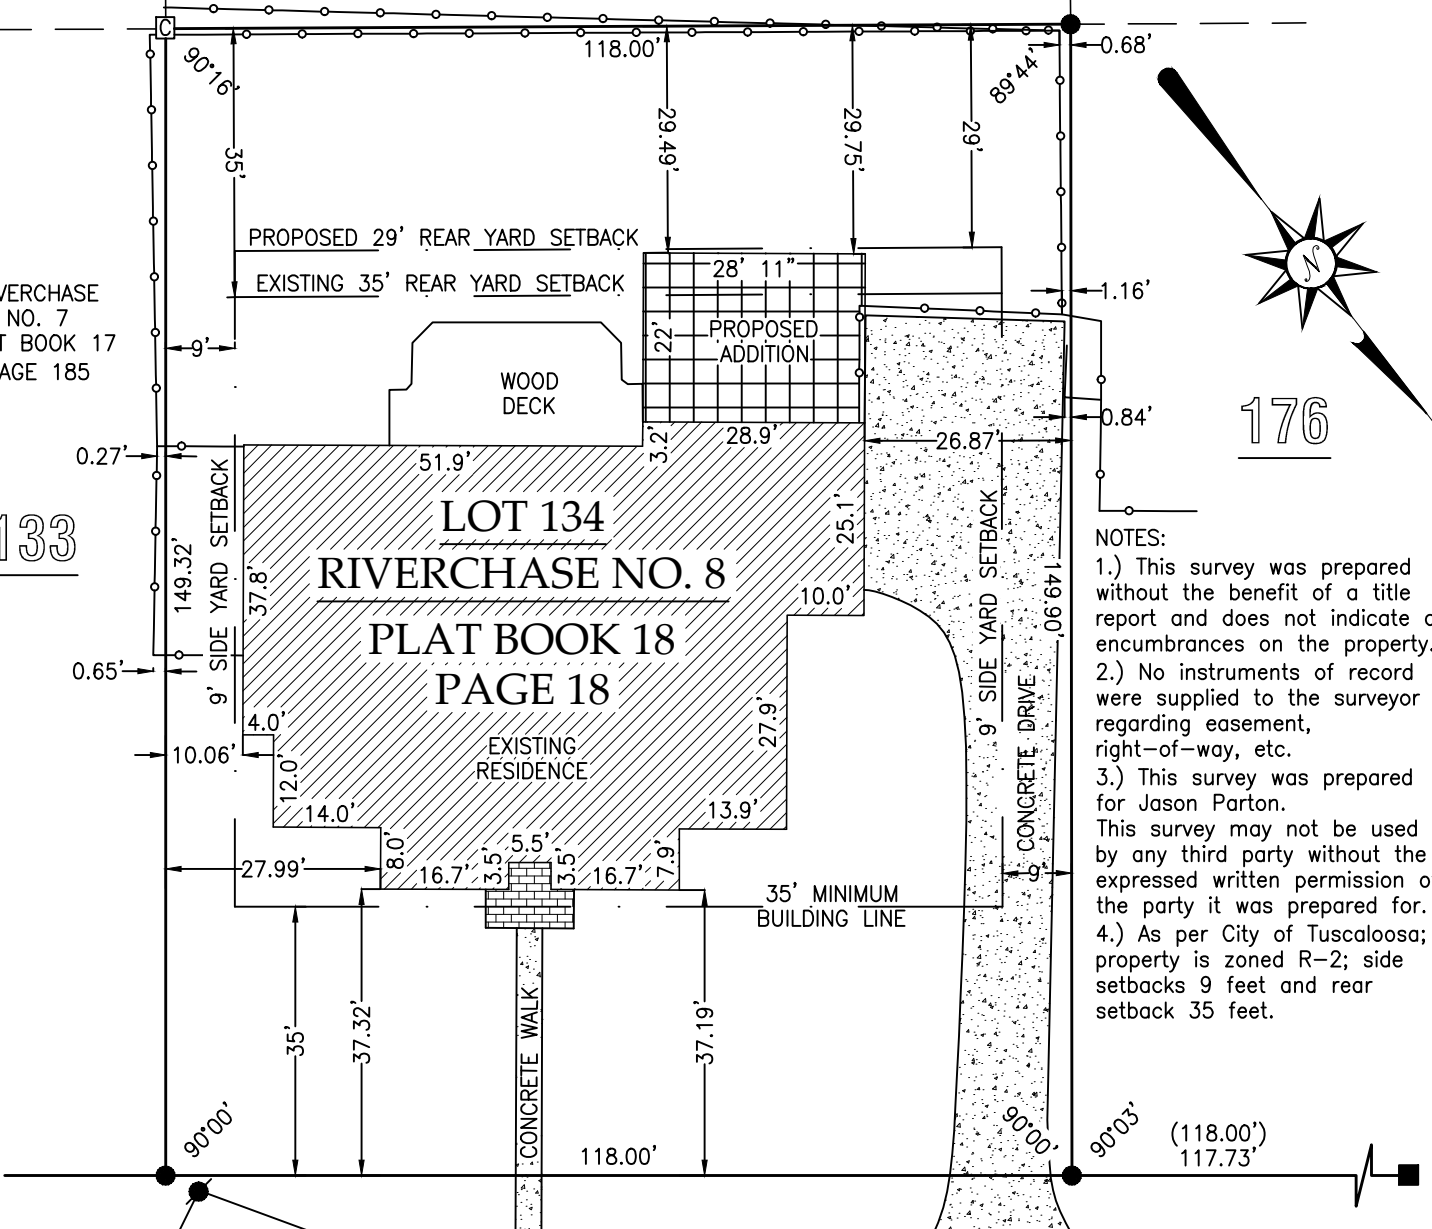 C
118.00’
0.68’
90°16’
89°44’
35’
29.49’
29.75’
29’
PROPOSED 29’ REAR YARD SETBACK
EXISTING 35’ REAR YARD SETBACK
28’ 11”
22’
PROPOSED
ADDITION
N
1.16’
VERCHASE
NO. 7
T BOOK 17
AGE 185
9’
WOOD
DECK
0.84’
176
26.87’
0.27’
51.9’
3.2’
28.9’
133
149.32’
9’ SIDE YARD SETBACK
37.8’
LOT 134
RIVERCHASE NO. 8
PLAT BOOK 18
PAGE 18
25.1’
10.0’
9’ SIDE YARD SETBACK
149.90’
CONCRETE DRIVE
0.65’
4.0’
10.06’
12.0’
14.0’
EXISTING
RESIDENCE
27.9’
13.9’
27.99’
8.0’
16.7’
3.5’
5.5’
3.5’
16.7’
7.9’
9’
35’ MINIMUM
BUILDING LINE
35’
37.32’
CONCRETE WALK
37.19’
NOTES:
1.) This survey was prepared
without the benefit of a title
report and does not indicate
encumbrances on the property.
2.) No instruments of record
were supplied to the surveyor
regarding easement,
right-of-way, etc.
3.) This survey was prepared
for Jason Parton.
This survey may not be used
by any third party without the
expressed written permission o
the party it was prepared for.
4.) As per City of Tuscaloosa;
property is zoned R-2; side
setbacks 9 feet and rear
setback 35 feet.
90°00’
118.00’
90°00’
90°03’
(118.00’)
117.73’